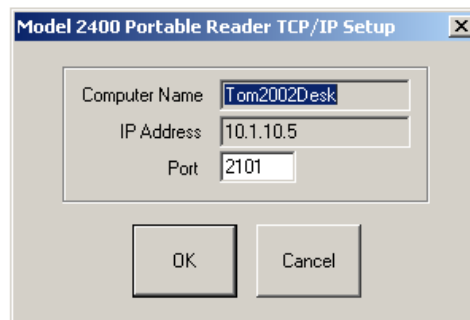 Model 2400 Portable Reader TCP/IP Setup
Computer Name Tom2002Desk
IP Address 10.1.10.5
Port 2101
OK Cancel